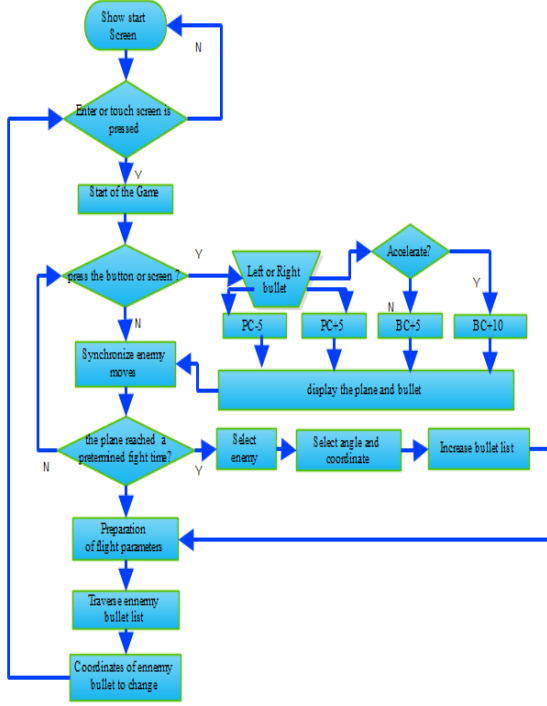 Show start
Screen
N
Enter or touch screen is
pressed
Y
Start of the Game
press the button or screen ?
Y
Left or Right
bullet
Accelerate?
N
Y
PC-5
PC+5
BC+5
BC+10
N
Synchronize enemy
moves
display the plane and bullet
the plane reached a
pretermined fight time?
N
Y
Select
enemy
Select angle and
coordinate
Increase bullet list
Preparation
of flight parameters
Traverse ennemy
bullet list
Coordinates of ennemy
bullet to change